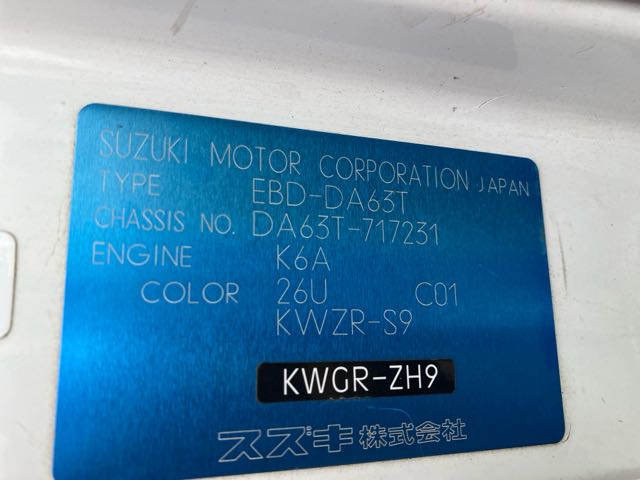 SUZUKI MOTOR CORPORATION JAPAN
TYPE EBD-DA63T
CHASSIS NO. DA63T-717231
ENGINE K6A
COLOR 26U C01
KWZR-S9
KWGR-ZH9
スズキ株式会社